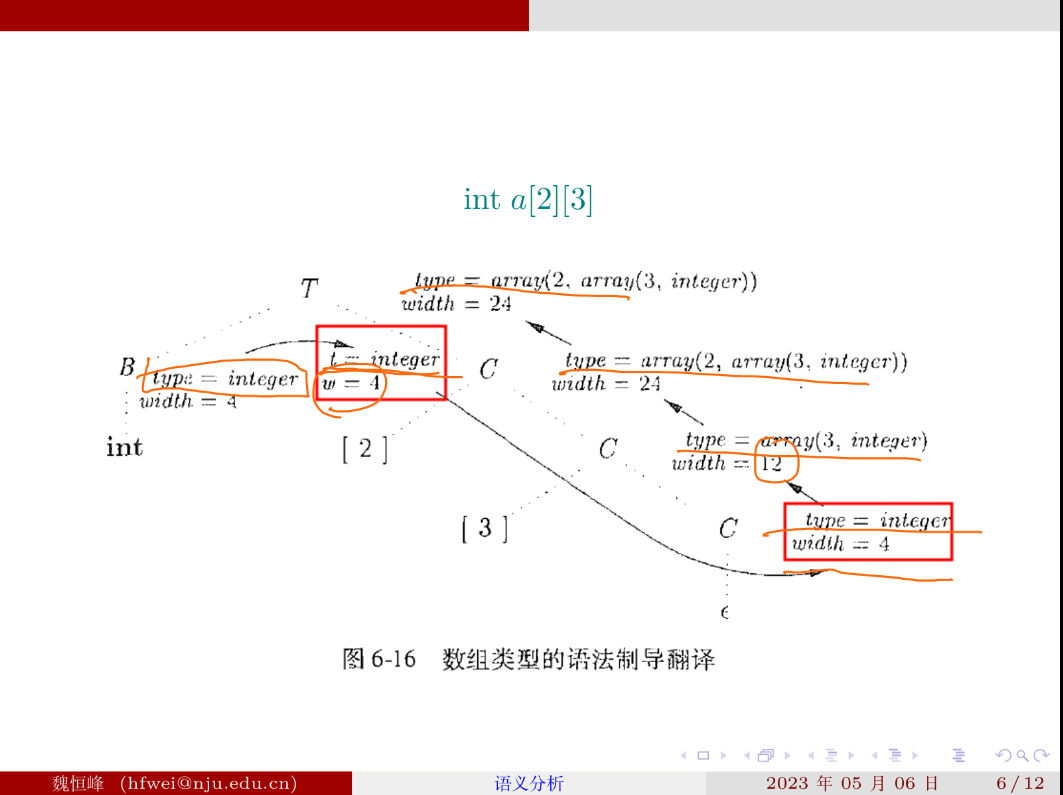 int a[2][3]
T
type = array(2, array(3, integer))
width = 24
B
type = integer
width = 4
t = integer
w = 4
C
type = array(2, array(3, integer))
width = 24
int
[ 2 ]
C
type = array(3, integer)
width = 12
[ 3 ]
C
type = integer
width = 4
ϵ
图 6-16 数组类型的语法制导翻译
魏恒峰 (hfwei@nju.edu.cn)
语义分析
2023 年 05 月 06 日
6 / 12